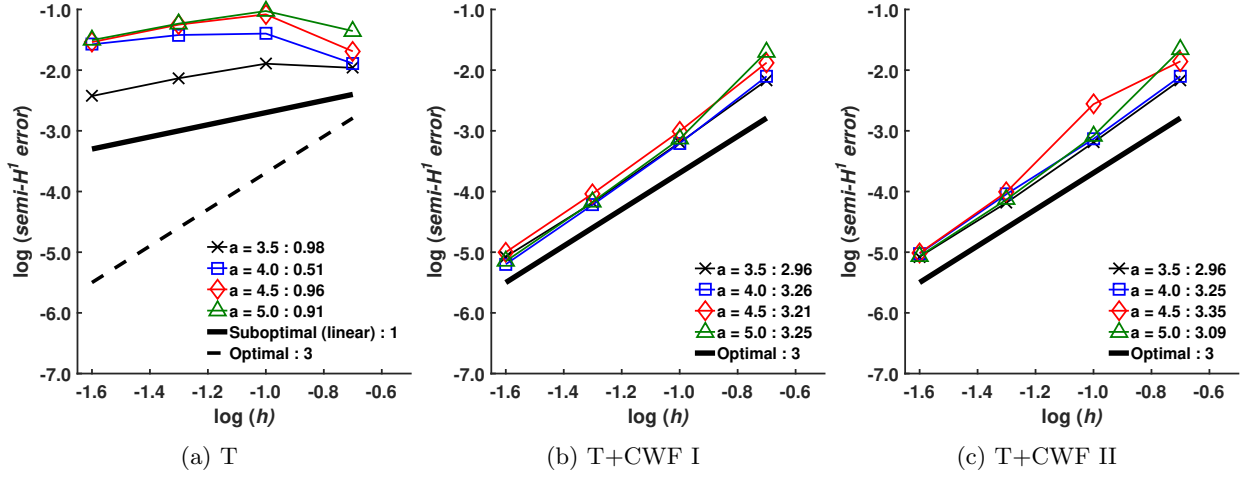 -1.0
-2.0
-3.0
-4.0
-5.0
-6.0
-7.0
log (semi-H¹ error)
a = 3.5 : 0.98
a = 4.0 : 0.51
a = 4.5 : 0.96
a = 5.0 : 0.91
Suboptimal (linear) : 1
Optimal : 3
-1.6 -1.4 -1.2 -1.0 -0.8 -0.6
log (h)
(a) T
-1.0
-2.0
-3.0
-4.0
-5.0
-6.0
-7.0
log (semi-H¹ error)
a = 3.5 : 2.96
a = 4.0 : 3.26
a = 4.5 : 3.21
a = 5.0 : 3.25
Optimal : 3
-1.6 -1.4 -1.2 -1.0 -0.8 -0.6
log (h)
(b) T+CWF I
-1.0
-2.0
-3.0
-4.0
-5.0
-6.0
-7.0
log (semi-H¹ error)
a = 3.5 : 2.96
a = 4.0 : 3.25
a = 4.5 : 3.35
a = 5.0 : 3.09
Optimal : 3
-1.6 -1.4 -1.2 -1.0 -0.8 -0.6
log (h)
(c) T+CWF II